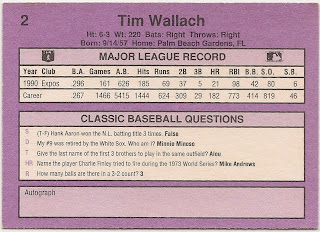 2
Tim Wallach
Ht: 6-3 Wt: 220 Bats: Right Throws: Right
Born: 9/14/57 Home: Palm Beach Gardens, FL
MAJOR LEAGUE RECORD
Year Club B.A. Games AB Runs Hits 2B 3B HR RBI B.B. SO. SB
1990 Expos .296 161 626 185 69 37 5 21 98 42 80 6
Career .267 1466 5415 1444 624 301 29 182 773 414 819 46
CLASSIC BASEBALL QUESTIONS
S (T-F) Hank Aaron won the N.L. batting title 3 times. False
D My #9 was retired by the White Sox. Who am I? Minnie Minoso
T Give the last name of the first 3 brothers to play in the same outfield? Alou
HR Name the player Charlie Finley tried to fire during the 1973 World Series? Mike Andrews
R How many balls are there in a 3-2 count? 3
Autograph